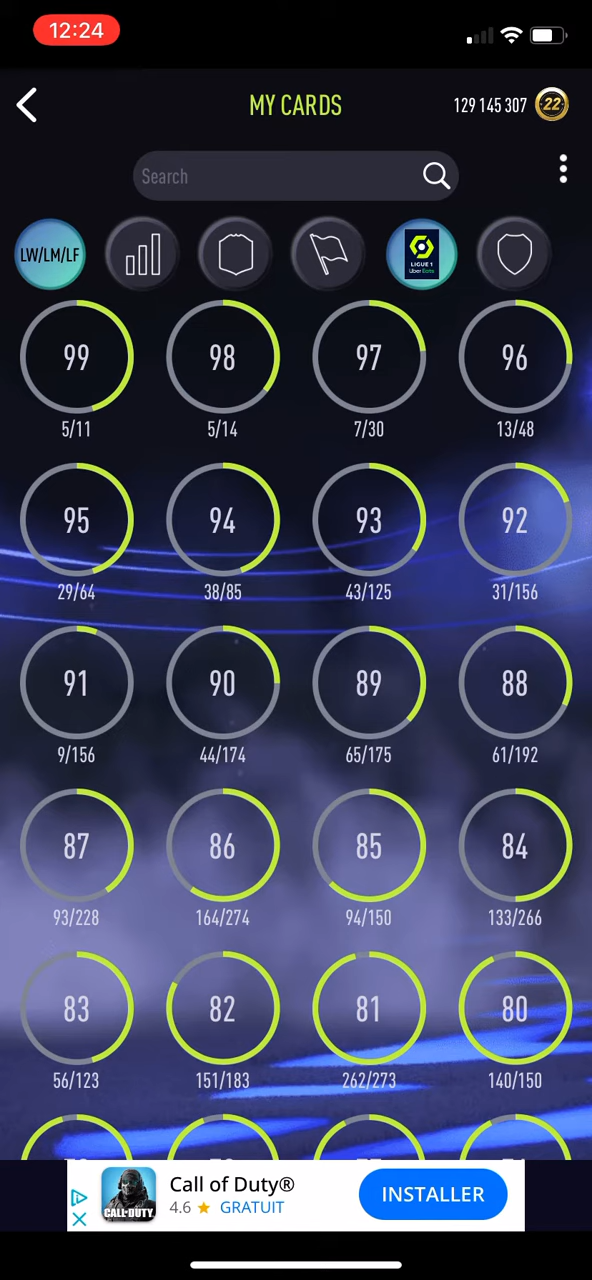 12:24
MY CARDS
129 145 307
22
Search
LW/LM/LF
LIGUE 1
Uber Eats
99 98 97 96
5/11 5/14 7/30 13/48
95 94 93 92
29/64 38/85 43/125 31/156
91 90 89 88
9/156 44/174 65/175 61/192
87 86 85 84
93/228 164/274 94/150 133/266
83 82 81 80
56/123 151/183 262/273 140/150
CALL·DUTY
Call of Duty®
4.6 GRATUIT
INSTALLER